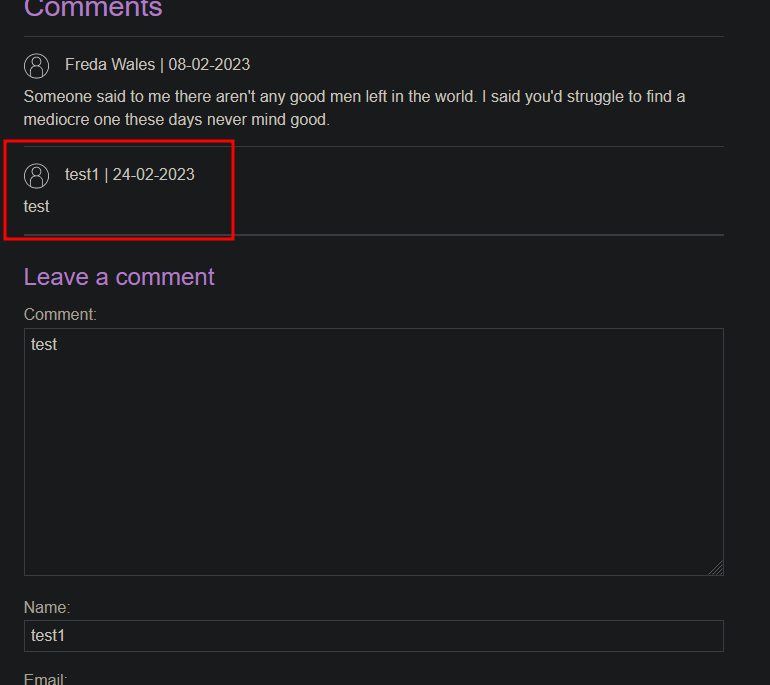 Comments
Freda Wales | 08-02-2023
Someone said to me there aren't any good men left in the world. I said you'd struggle to find a
mediocre one these days never mind good.
test1 | 24-02-2023
test
Leave a comment
Comment:
test
Name:
test1
Email: